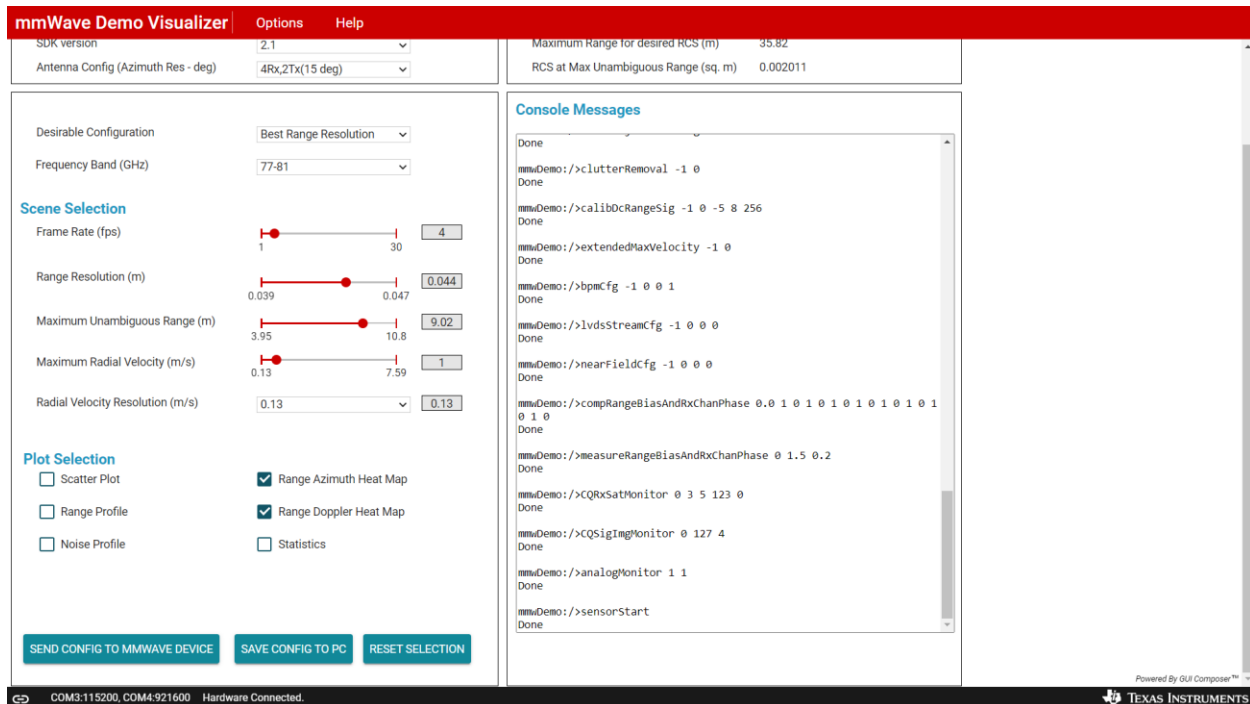 mmWave Demo Visualizer Options Help
SDK version 2.1
Antenna Config (Azimuth Res - deg) 4Rx,2Tx(15 deg)
Maximum Range for desired RCS (m) 35.82
RCS at Max Unambiguous Range (sq. m) 0.002011
Desirable Configuration Best Range Resolution
Frequency Band (GHz) 77-81
Scene Selection
Frame Rate (fps) 4
1 30
Range Resolution (m) 0.044
0.039 0.047
Maximum Unambiguous Range (m) 9.02
3.95 10.8
Maximum Radial Velocity (m/s) 1
0.13 7.59
Radial Velocity Resolution (m/s) 0.13 0.13
Plot Selection
Scatter Plot Range Azimuth Heat Map
Range Profile Range Doppler Heat Map
Noise Profile Statistics
SEND CONFIG TO MMWAVE DEVICE SAVE CONFIG TO PC RESET SELECTION
Console Messages
Done
mmwDemo:/>clutterRemoval -1 0
Done
mmwDemo:/>calibDcRangeSig -1 0 -5 8 256
Done
mmwDemo:/>extendedMaxVelocity -1 0
Done
mmwDemo:/>bpmCfg -1 0 0 1
Done
mmwDemo:/>lvdsStreamCfg -1 0 0 0
Done
mmwDemo:/>nearFieldCfg -1 0 0 0
Done
mmwDemo:/>compRangeBiasAndRxChanPhase 0.0 1 0 1 0 1 0 1 0 1 0 1 0 1
0 1 0
Done
mmwDemo:/>measureRangeBiasAndRxChanPhase 0 1.5 0.2
Done
mmwDemo:/>CQRxSatMonitor 0 3 5 123 0
Done
mmwDemo:/>CQSigImgMonitor 0 127 4
Done
mmwDemo:/>analogMonitor 1 1
Done
mmwDemo:/>sensorStart
Done
Powered By GUI Composer™
COM3:115200, COM4:921600 Hardware Connected.
TEXAS INSTRUMENTS